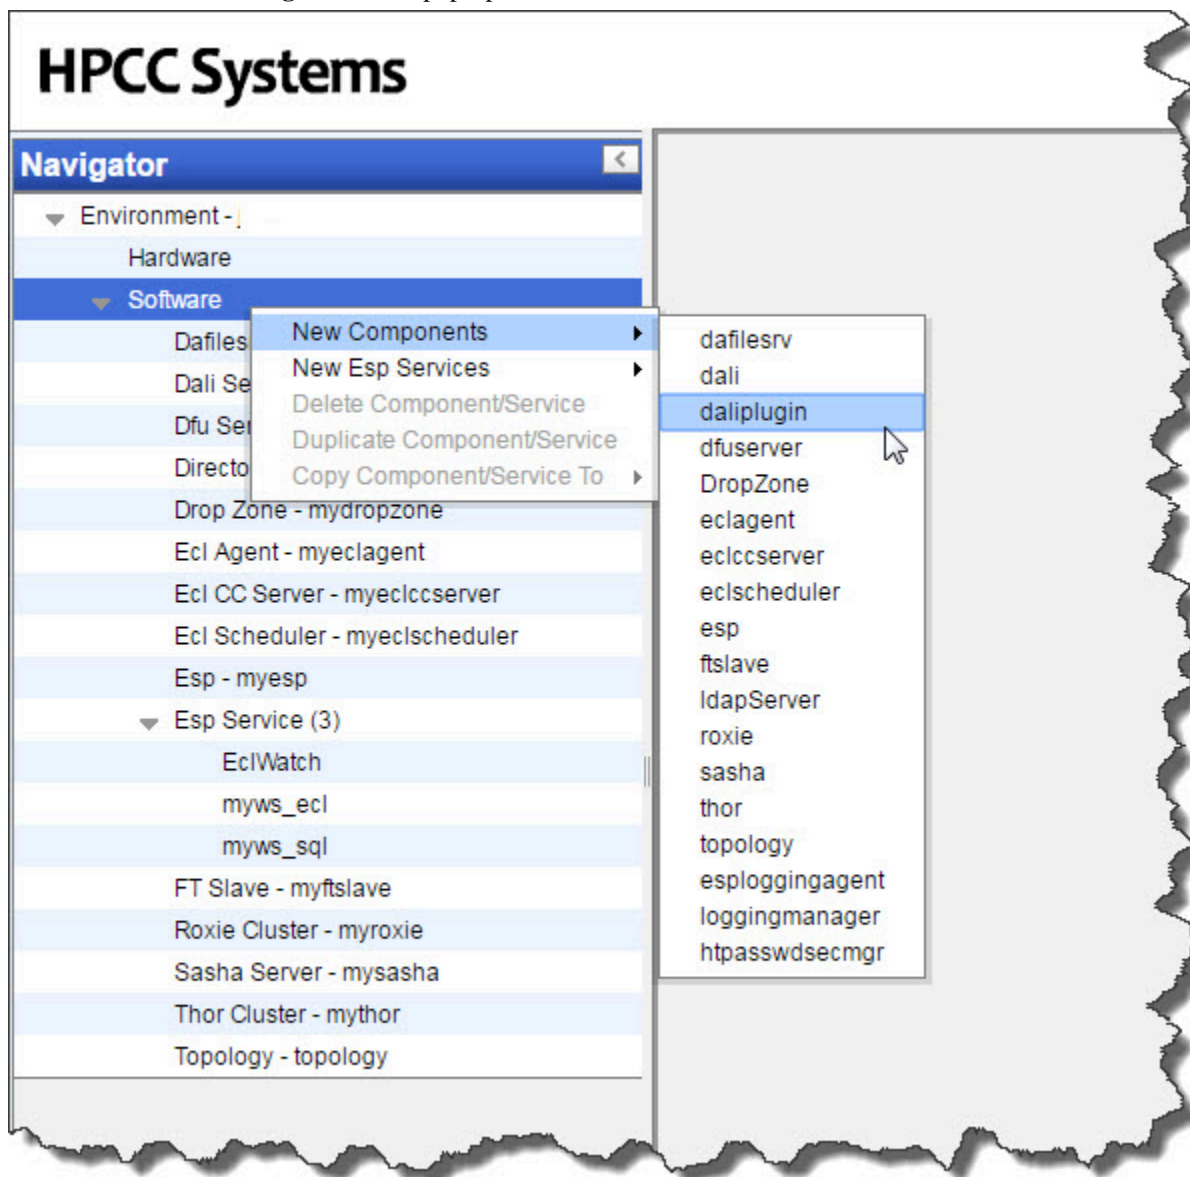 HPCC Systems
Navigator
Environment -
Hardware
Software
New Components
New Esp Services
Delete Component/Service
Duplicate Component/Service
Copy Component/Service To
Dafiles
Dali Se
Dfu Ser
Directo
Drop Zone - mydropzone
Ecl Agent - myeclagent
Ecl CC Server - myeclccserver
Ecl Scheduler - myeclscheduler
Esp - myesp
Esp Service (3)
EclWatch
myws_ecl
myws_sql
FT Slave - myftslave
Roxie Cluster - myroxie
Sasha Server - mysasha
Thor Cluster - mythor
Topology - topology
dafilesrv
dali
daliplugin
dfuserver
DropZone
eclagent
eclccserver
eclscheduler
esp
ftslave
ldapServer
roxie
sasha
thor
topology
esploggingagent
loggingmanager
htpasswdsecmgr